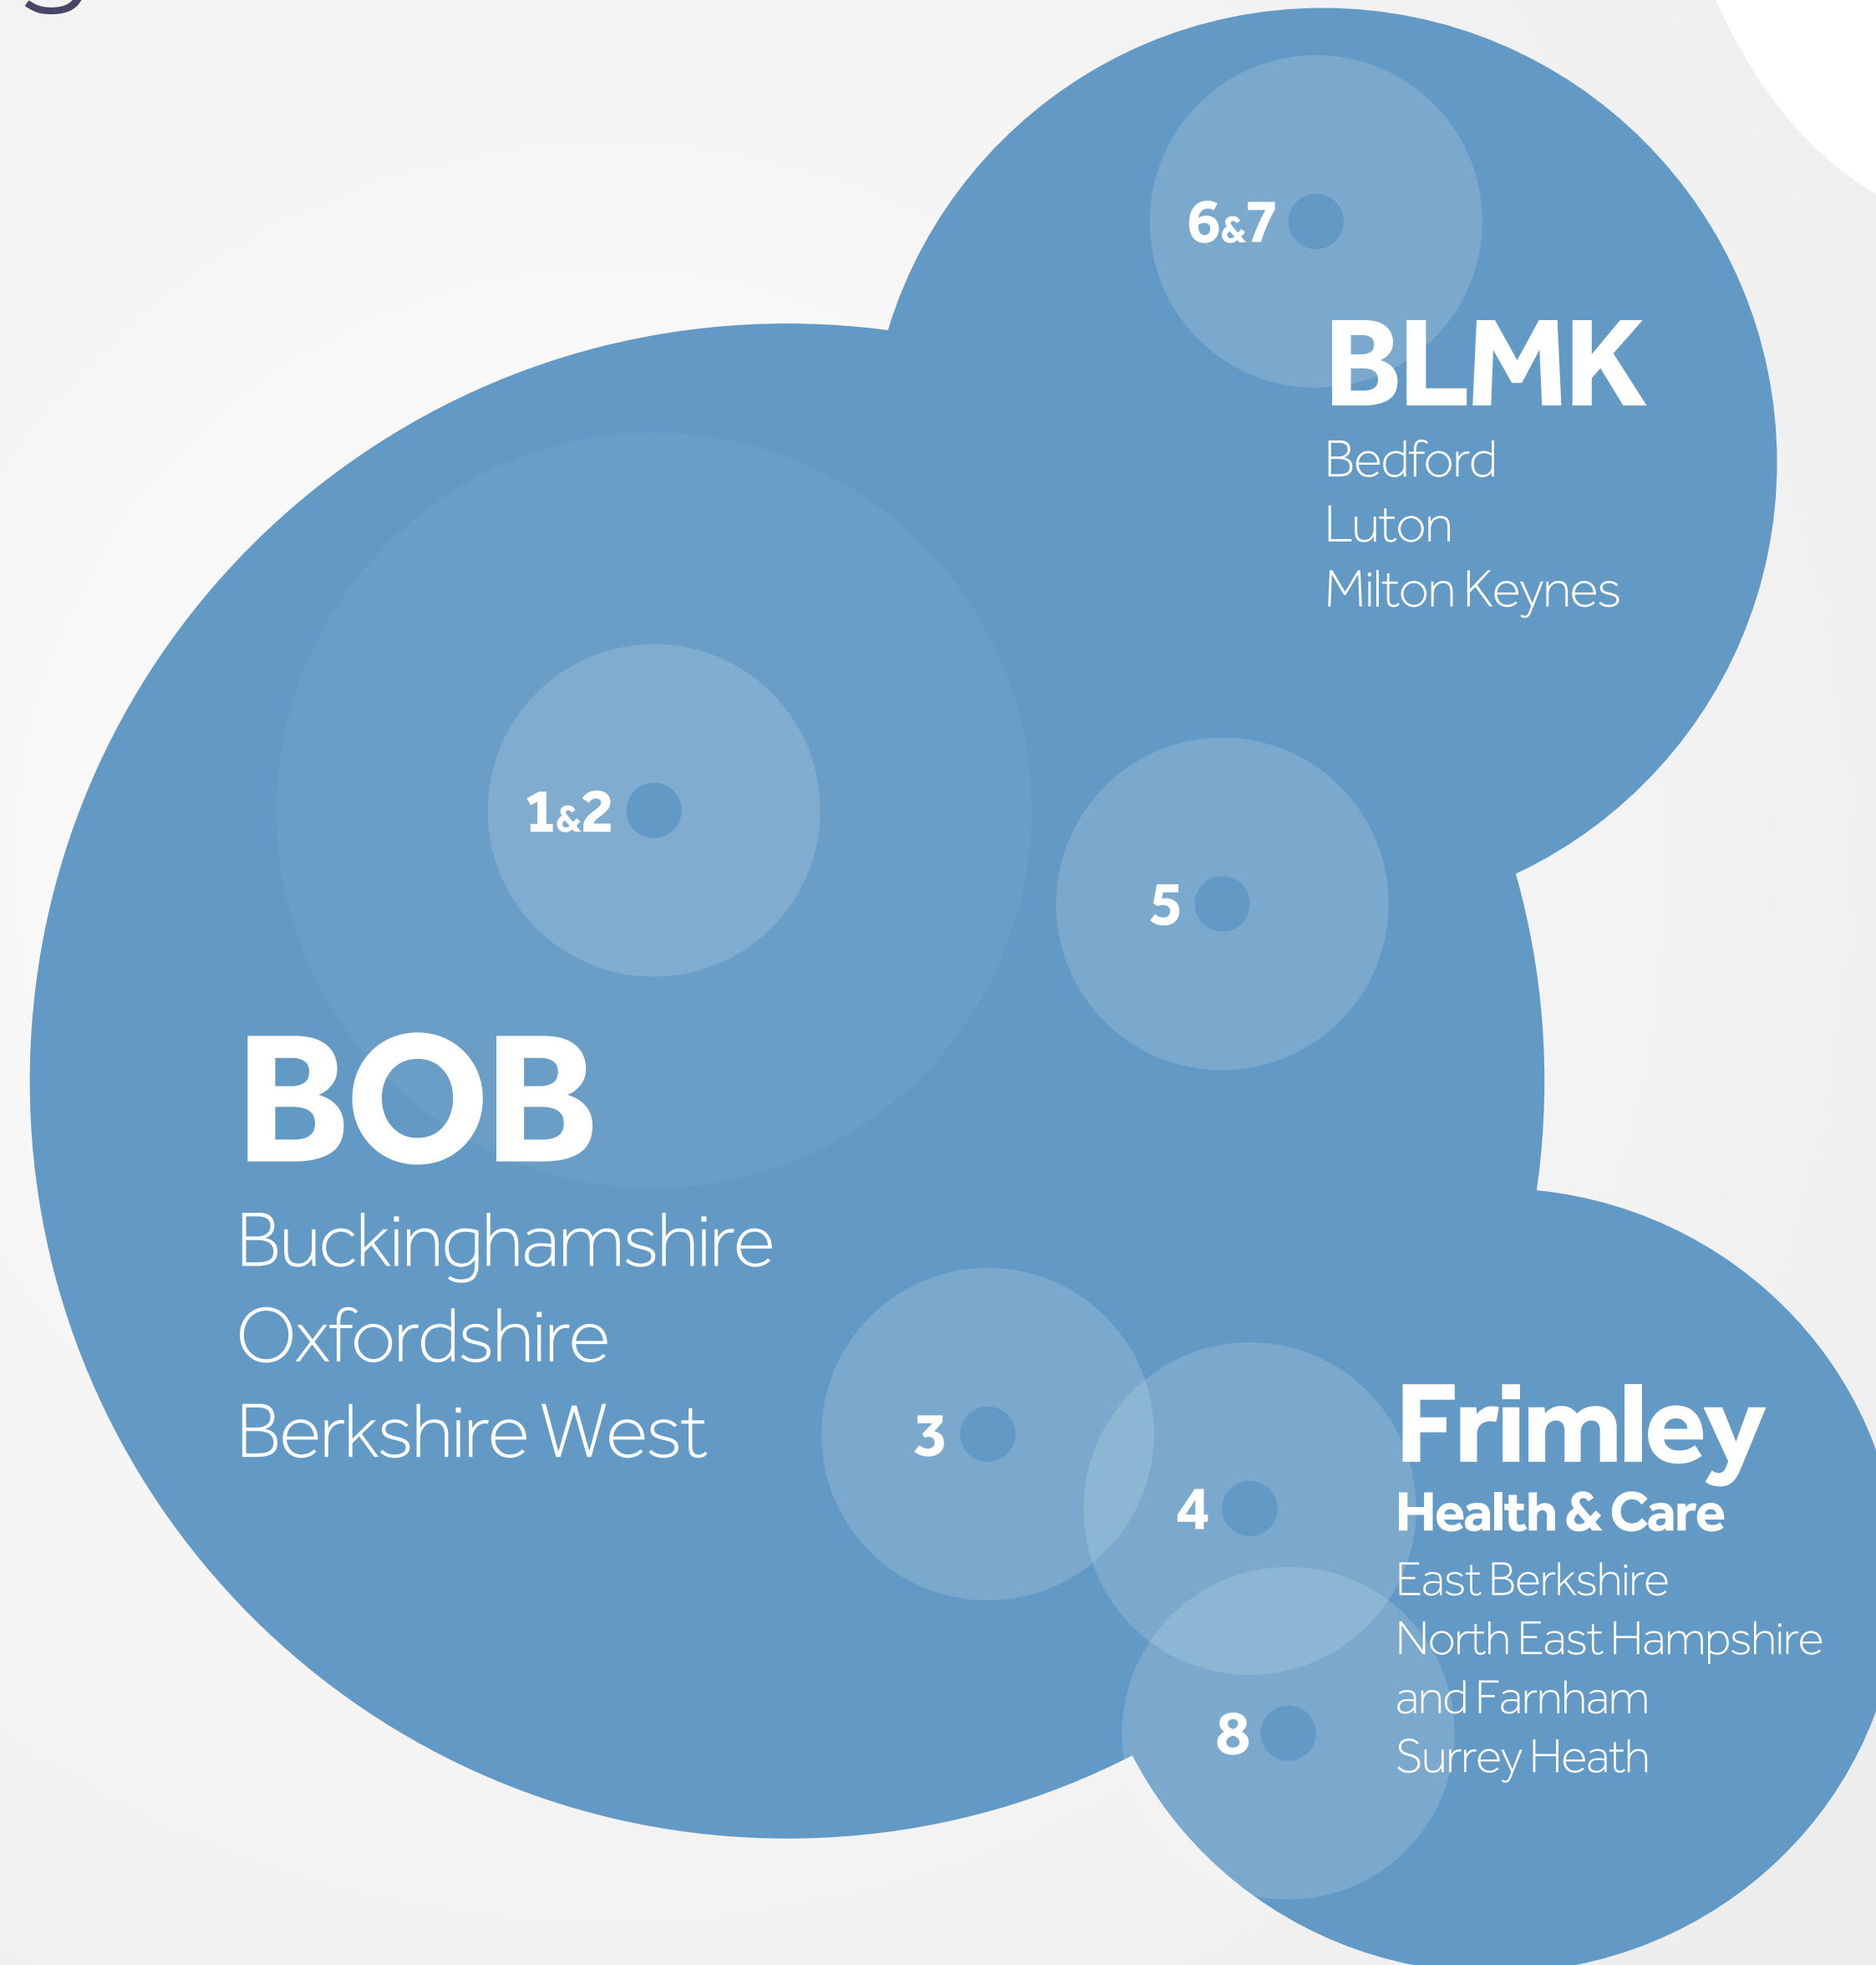 6&7
BLMK
Bedford
Luton
Milton Keynes
1&2
5
BOB
Buckinghamshire
Oxfordshire
Berkshire West
3
4
8
Frimley
Health & Care
East Berkshire
North East Hampshire
and Farnham
Surrey Heath